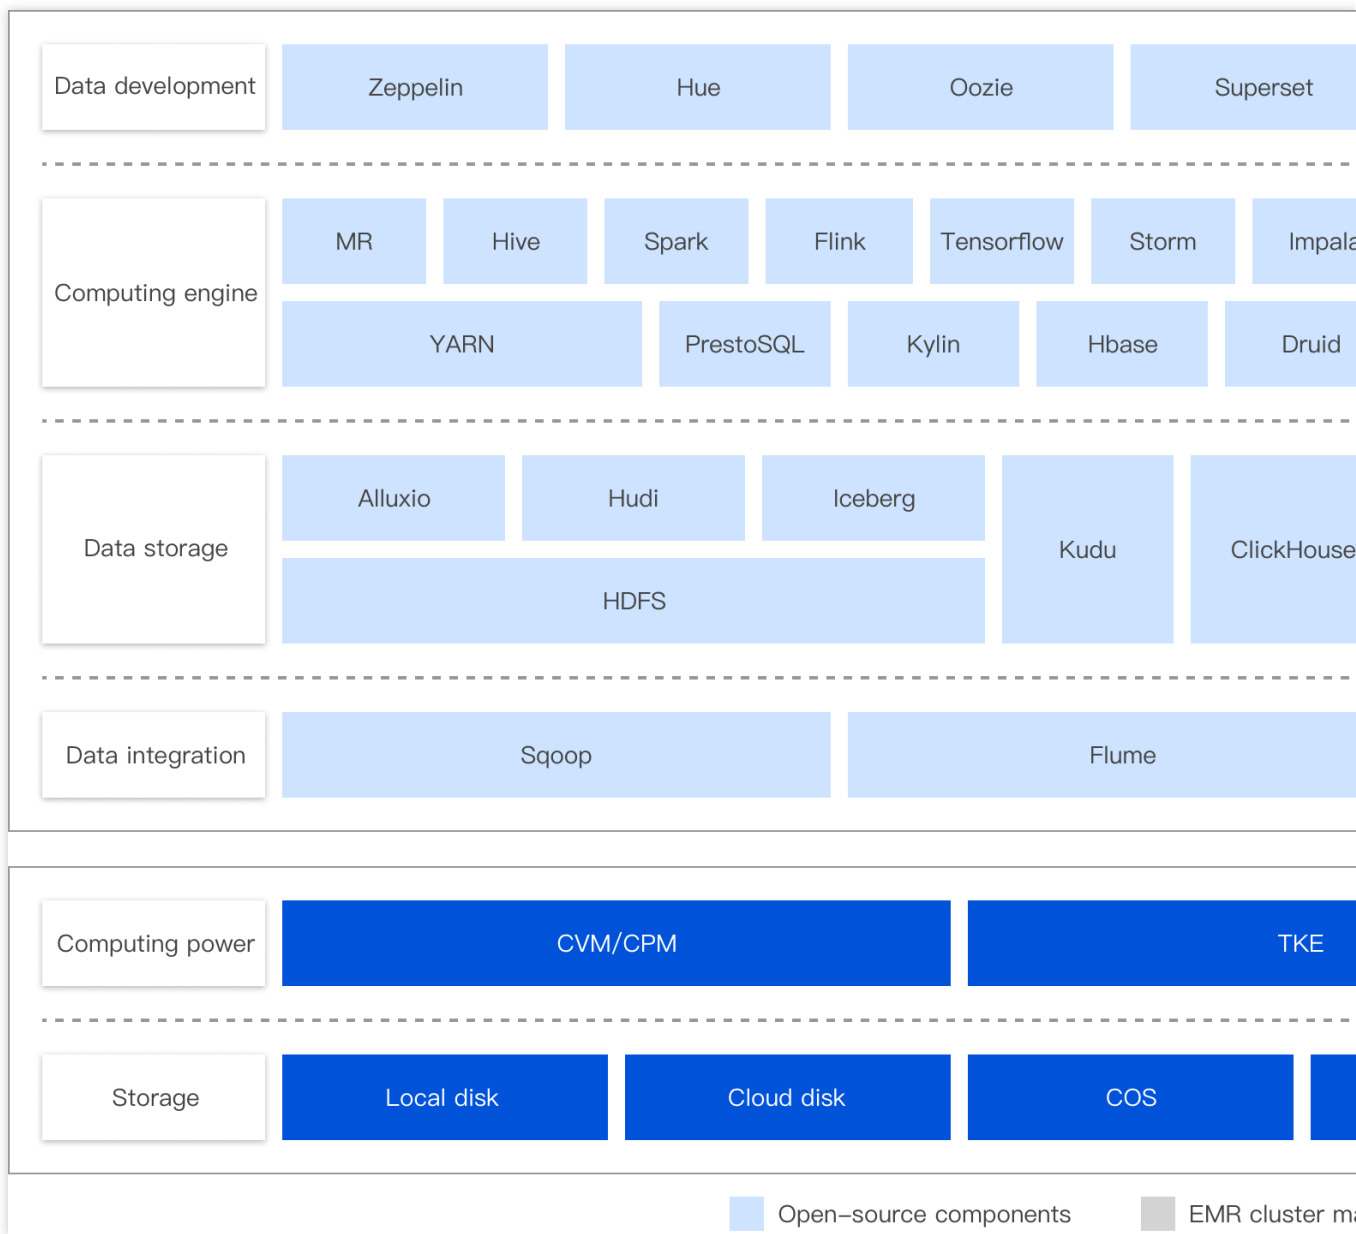 Data development
Zeppelin
Hue
Oozie
Superset
Computing engine
MR
Hive
Spark
Flink
Tensorflow
Storm
Impala
YARN
PrestoSQL
Kylin
Hbase
Druid
Data storage
Alluxio
Hudi
Iceberg
Kudu
ClickHouse
HDFS
Data integration
Sqoop
Flume
Computing power
CVM/CPM
TKE
Storage
Local disk
Cloud disk
COS
Open-source components
EMR cluster